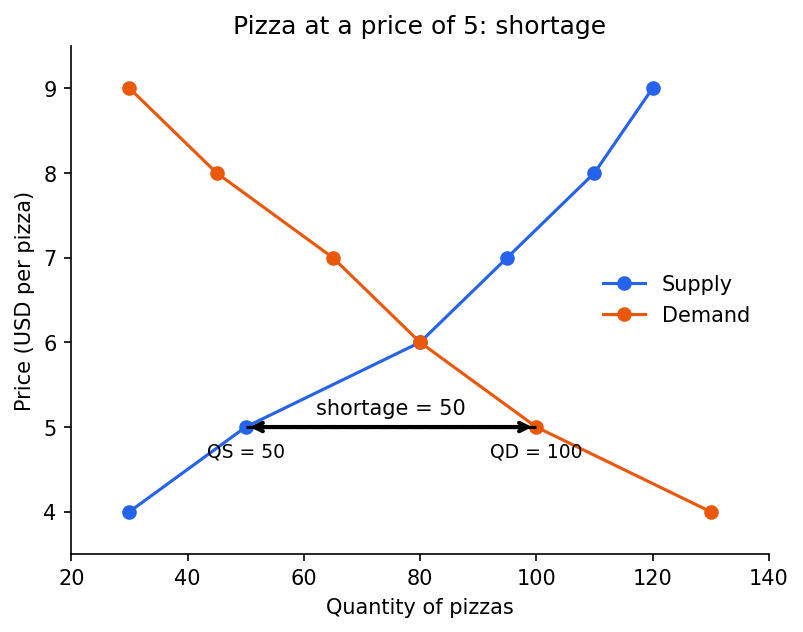 Pizza at a price of 5: shortage
Price (USD per pizza)
9
8
7
6
5
4
Supply
Demand
shortage = 50
QS = 50
QD = 100
20 40 60 80 100 120 140
Quantity of pizzas